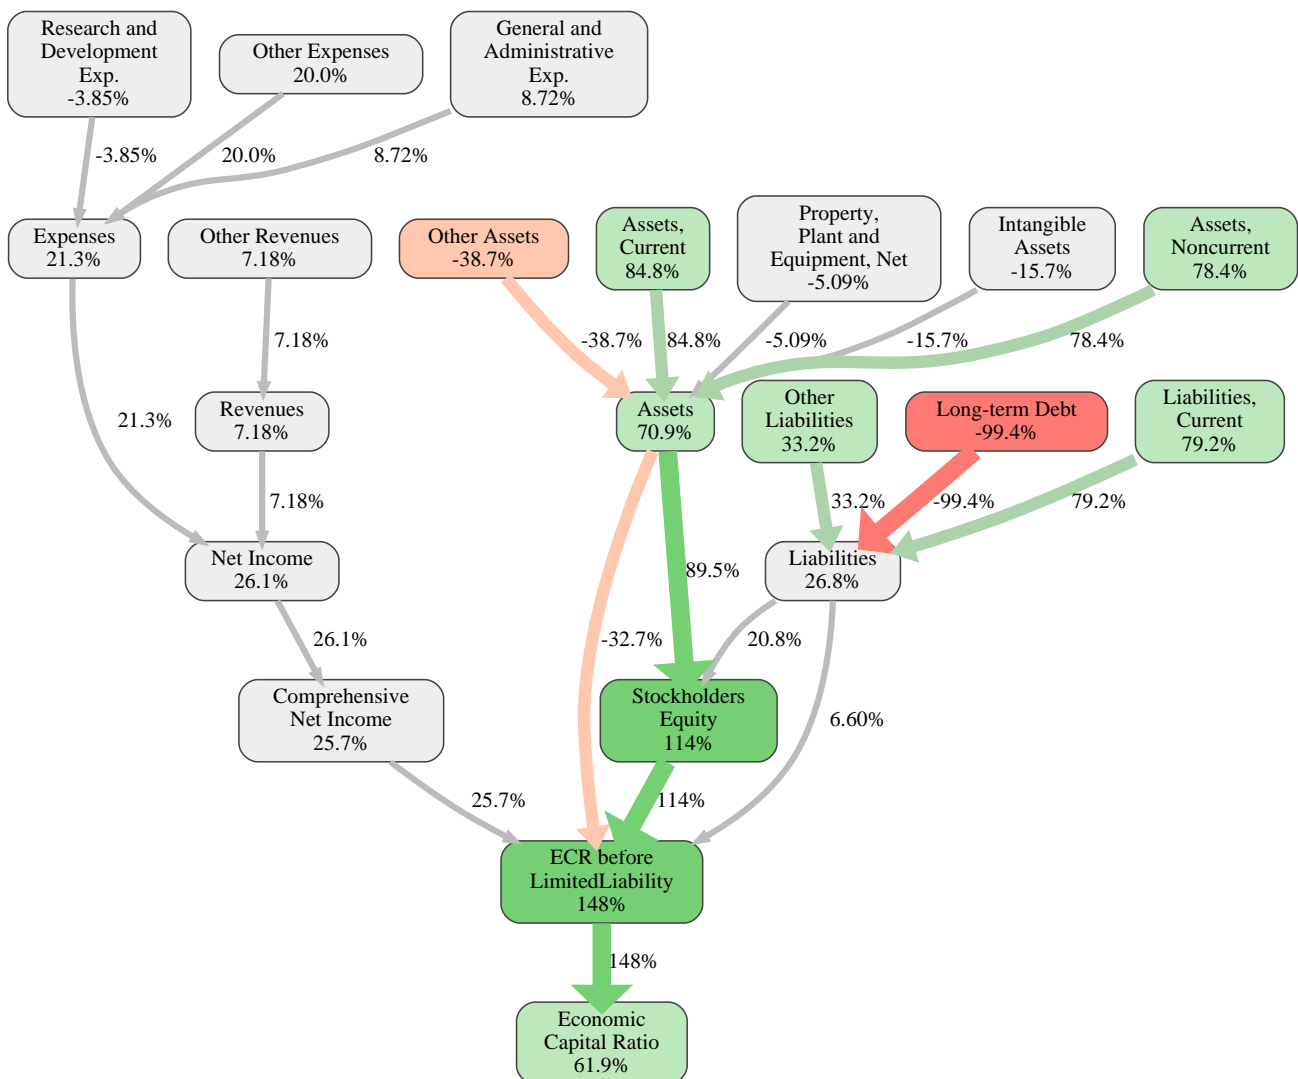 Research and
Development
Exp.
-3.85%
Other Expenses
20.0%
General and
Administrative
Exp.
8.72%
-3.85%
20.0%
8.72%
Expenses
21.3%
Other Revenues
7.18%
Other Assets
-38.7%
Assets,
Current
84.8%
Property,
Plant and
Equipment, Net
-5.09%
Intangible
Assets
-15.7%
Assets,
Noncurrent
78.4%
7.18%
-38.7%
84.8%
-5.09%
-15.7%
78.4%
21.3%
Revenues
7.18%
Assets
70.9%
Other
Liabilities
33.2%
Long-term Debt
-99.4%
Liabilities,
Current
79.2%
7.18%
33.2%
-99.4%
79.2%
Net Income
26.1%
89.5%
Liabilities
26.8%
26.1%
-32.7%
20.8%
Comprehensive
Net Income
25.7%
Stockholders
Equity
114%
6.60%
25.7%
114%
ECR before
LimitedLiability
148%
148%
Economic
Capital Ratio
61.9%